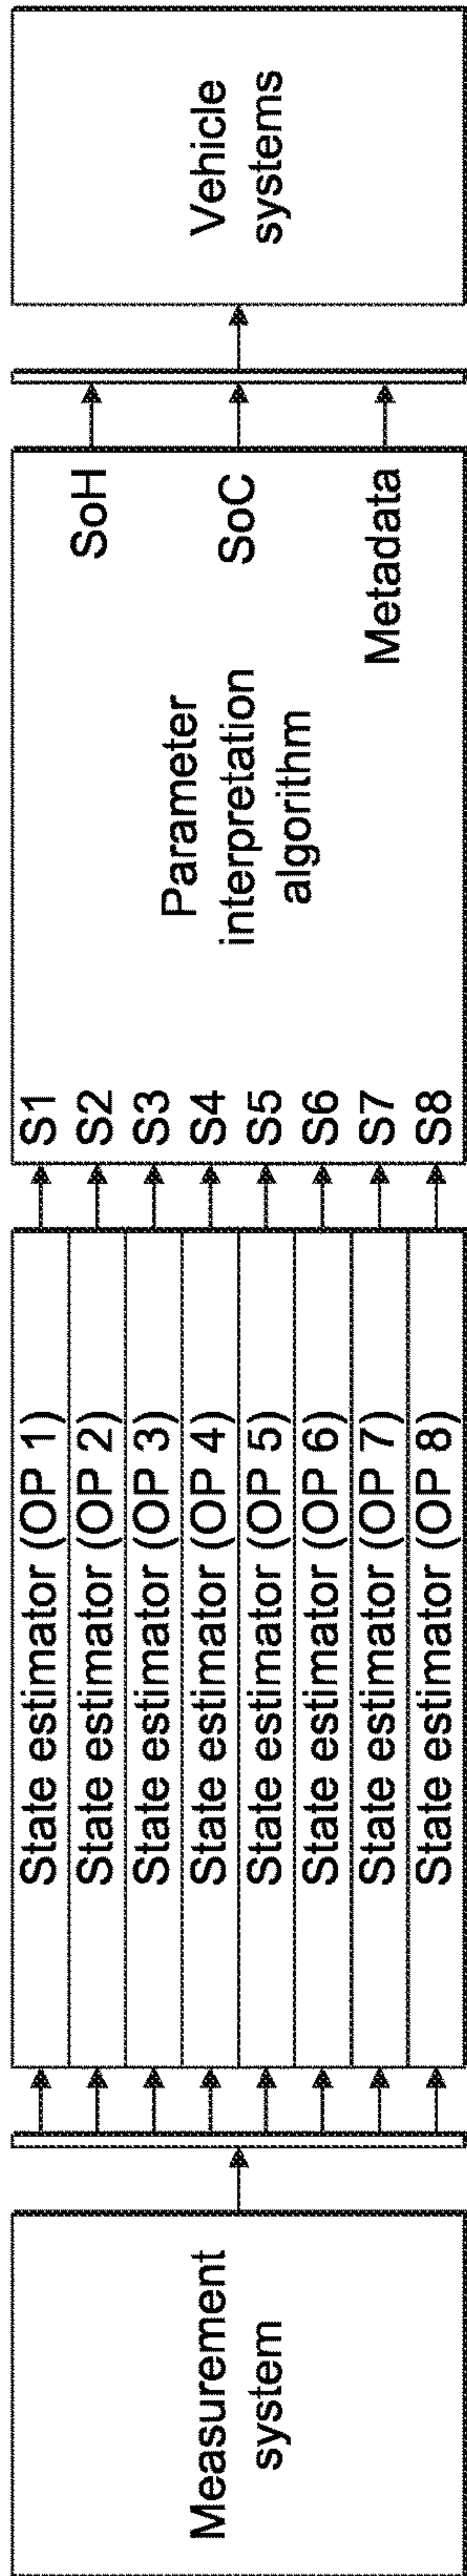 Measurement
system
State estimator (OP 1)
State estimator (OP 2)
State estimator (OP 3)
State estimator (OP 4)
State estimator (OP 5)
State estimator (OP 6)
State estimator (OP 7)
State estimator (OP 8)
S1
S2
S3
S4
S5
S6
S7
S8
Parameter
interpretation
algorithm
SoH
SoC
Metadata
Vehicle
systems